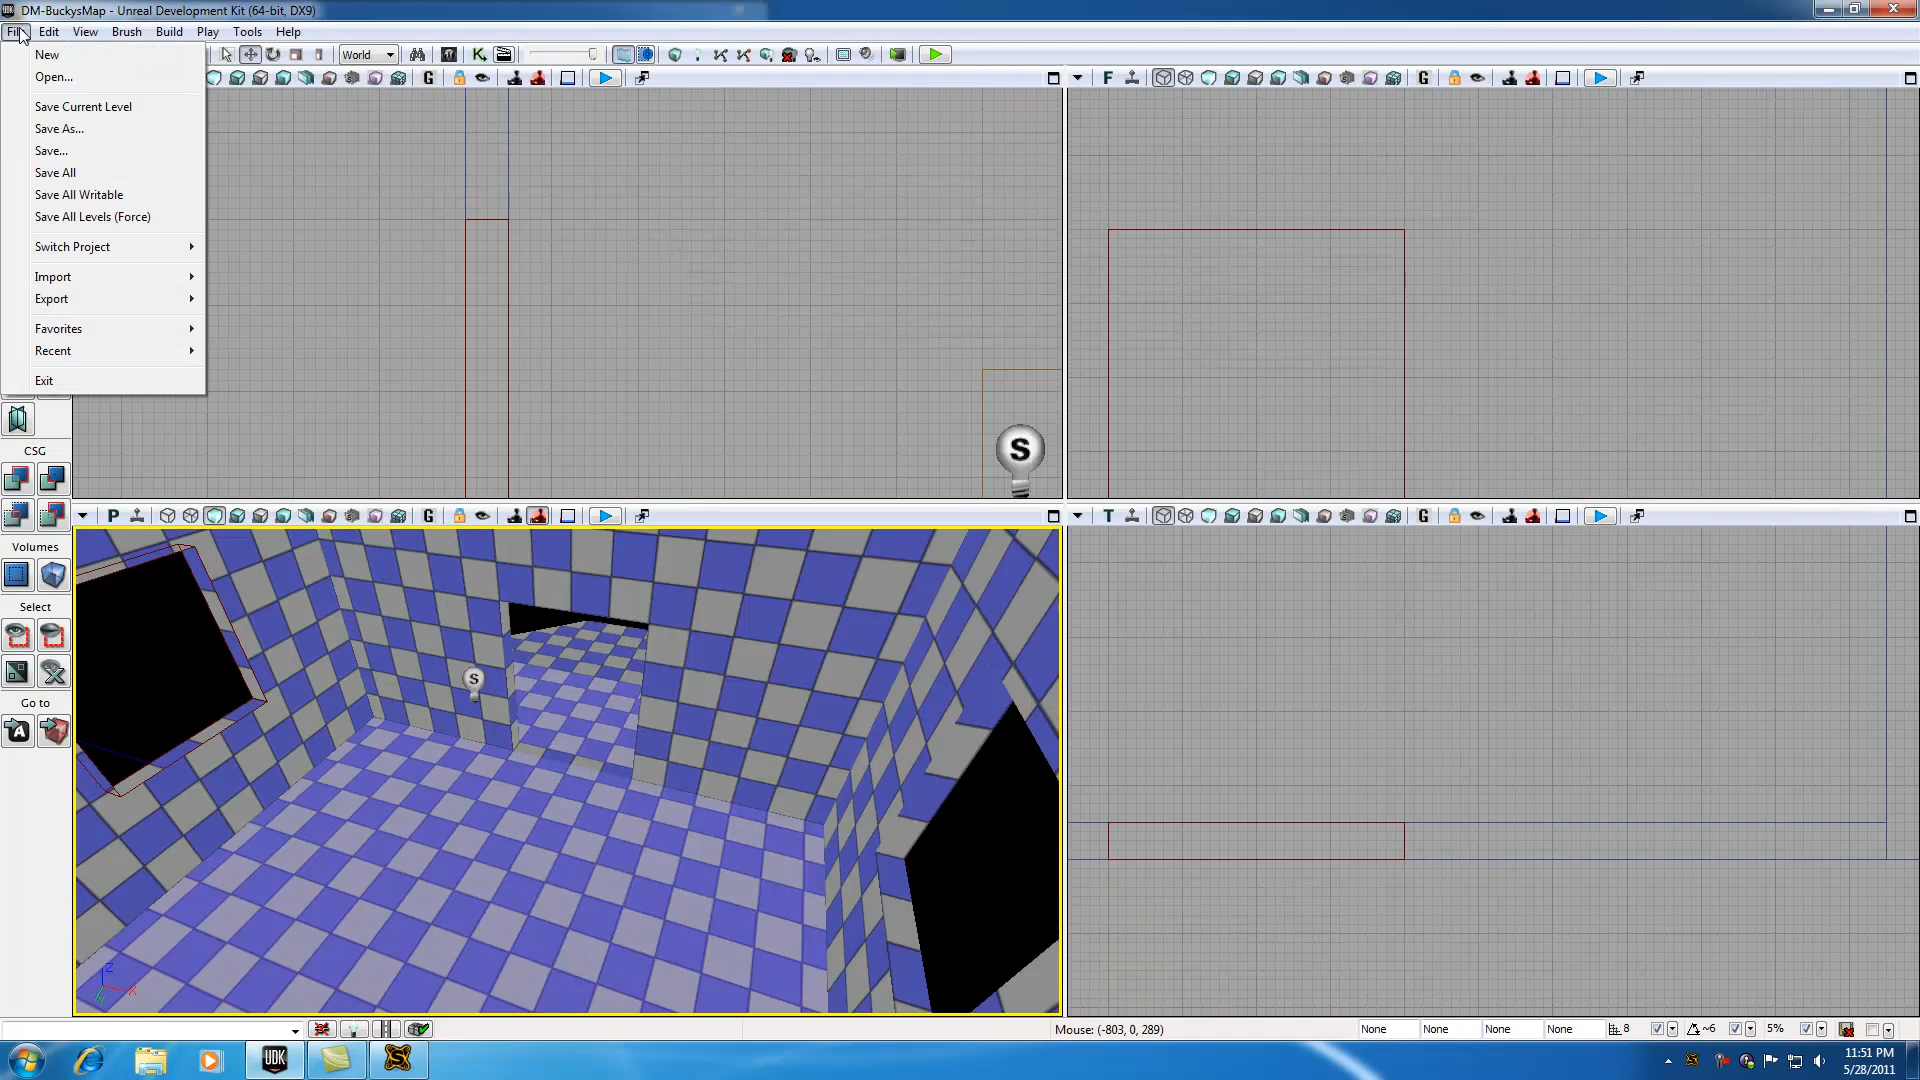 DM-BuckysMap - Unreal Development Kit (64-bit, DX9)
Edit View Brush Build Play Tools Help
World
New
Open...
Save Current Level
Save As...
Save...
Save All
Save All Writable
Save All Levels (Force)
Switch Project
Import
Export
Favorites
Recent
Exit
G
F
G
CSG
Volumes
Select
Go to
A
P
G
T
G
S
S
Z
X
Y
Mouse: (-803, 0, 289)
None
None
None
None
8
~6
5%
UDK
11:51 PM
5/28/2011